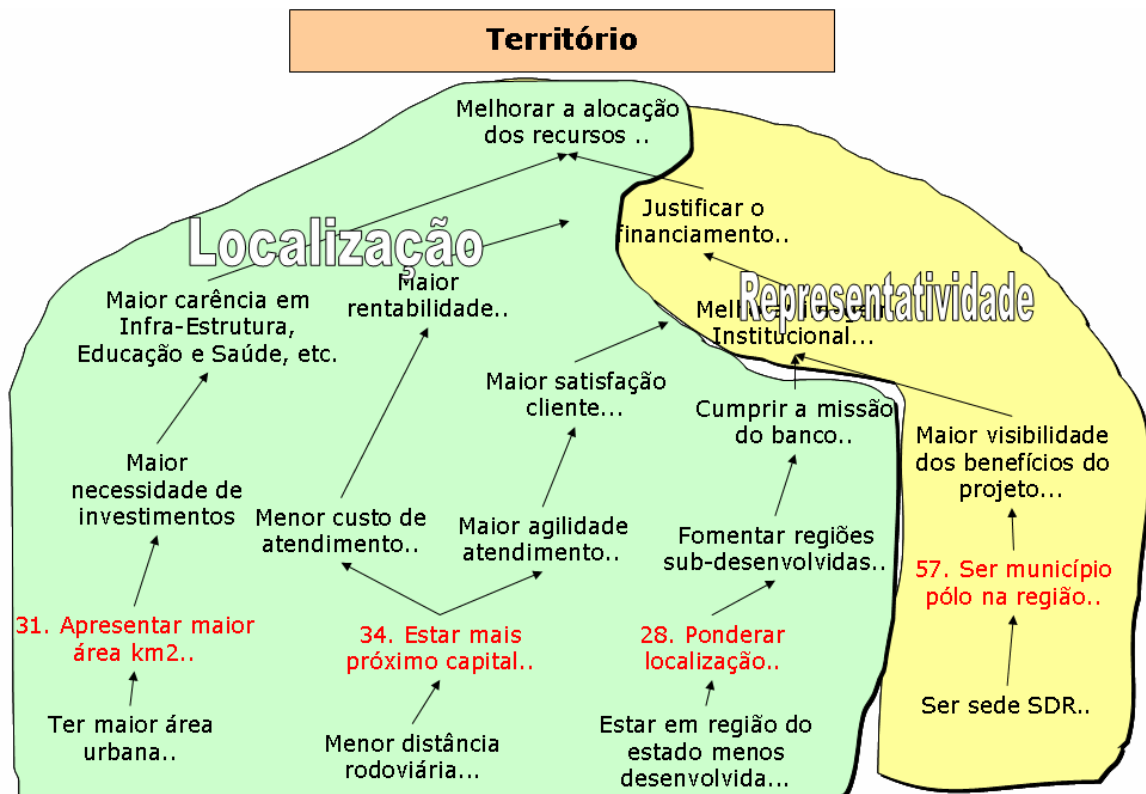 Território
Melhorar a alocação
dos recursos ..
Justificar o
financiamento..
Localização
Representatividade
Maior carência em
Infra-Estrutura,
Educação e Saúde, etc.
Maior
rentabilidade..
Institucional...
Maior satisfação
cliente...
Cumprir a missão
do banco..
Maior visibilidade
dos benefícios do
projeto...
Maior
necessidade de
investimentos
Menor custo de
atendimento..
Maior agilidade
atendimento..
Fomentar regiões
sub-desenvolvidas..
57. Ser município
pólo na região..
31. Apresentar maior
área km2..
34. Estar mais
próximo capital..
28. Ponderar
localização..
Ter maior área
urbana..
Menor distância
rodoviária...
Estar em região do
estado menos
desenvolvida...
Ser sede SDR..